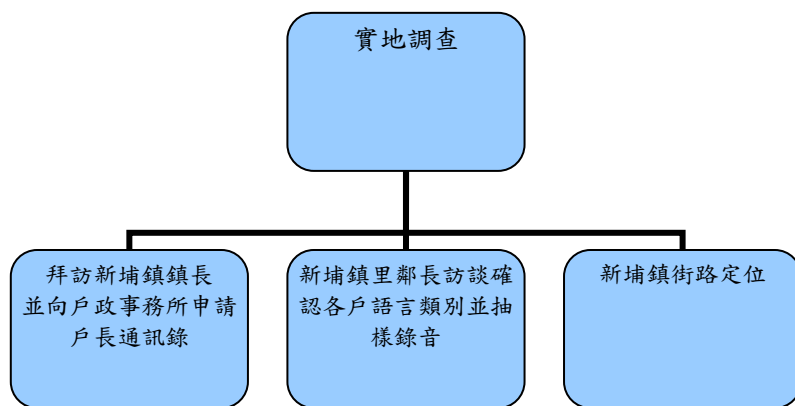 實地調查
拜訪新埔鎮鎮長
並向戶政事務所申請
戶長通訊錄
新埔鎮里鄰長訪談確
認各戶語言類別並抽
樣錄音
新埔鎮街路定位